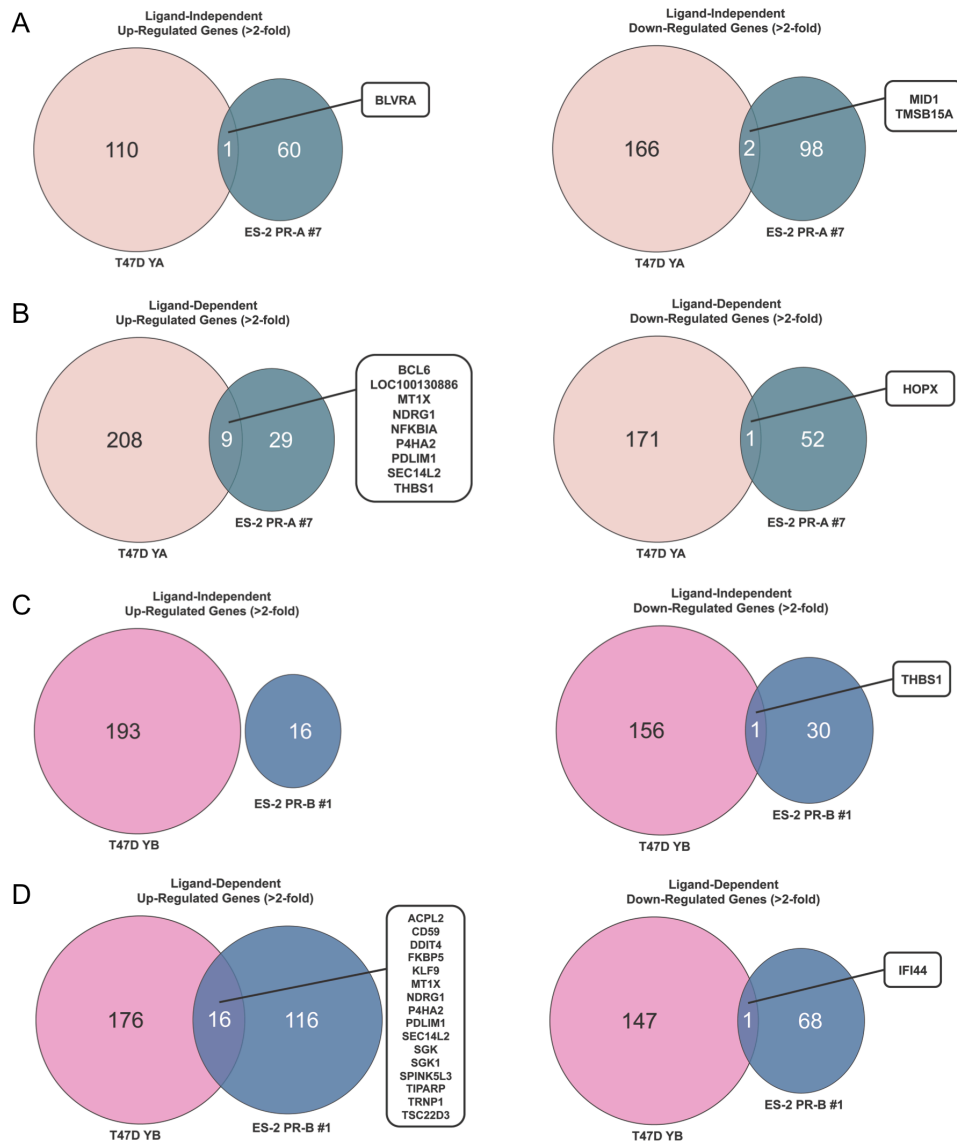 A
Ligand-Independent
Up-Regulated Genes (>2-fold)
110
1
60
BLVRA
ES-2 PR-A #7
T47D YA
Ligand-Independent
Down-Regulated Genes (>2-fold)
166
2
98
MID1
TMSB15A
ES-2 PR-A #7
T47D YA
B
Ligand-Dependent
Up-Regulated Genes (>2-fold)
208
9
29
BCL6
LOC100130886
MT1X
NDRG1
NFKBIA
P4HA2
PDLIM1
SEC14L2
THBS1
ES-2 PR-A #7
T47D YA
Ligand-Dependent
Down-Regulated Genes (>2-fold)
171
1
52
HOPX
ES-2 PR-A #7
T47D YA
C
Ligand-Independent
Up-Regulated Genes (>2-fold)
193
16
ES-2 PR-B #1
T47D YB
Ligand-Independent
Down-Regulated Genes (>2-fold)
156
1
30
THBS1
ES-2 PR-B #1
T47D YB
D
Ligand-Dependent
Up-Regulated Genes (>2-fold)
176
16
116
ACPL2
CD59
DDIT4
FKBP5
KLF9
MT1X
NDRG1
P4HA2
PDLIM1
SEC14L2
SGK
SGK1
SPINK5L3
TIPARP
TRNP1
TSC22D3
ES-2 PR-B #1
T47D YB
Ligand-Dependent
Down-Regulated Genes (>2-fold)
147
1
68
IFI44
ES-2 PR-B #1
T47D YB